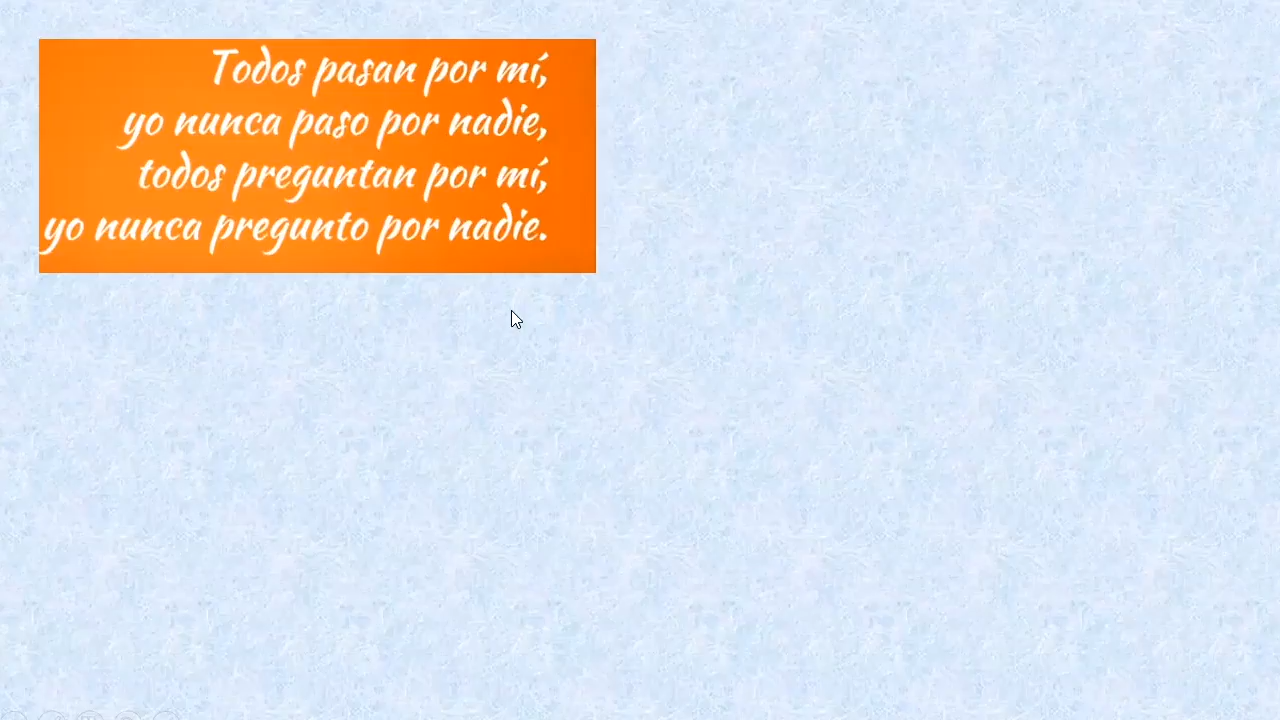 Todos pasan por mí,
yo nunca paso por nadie,
todos preguntan por mí,
yo nunca pregunto por nadie.